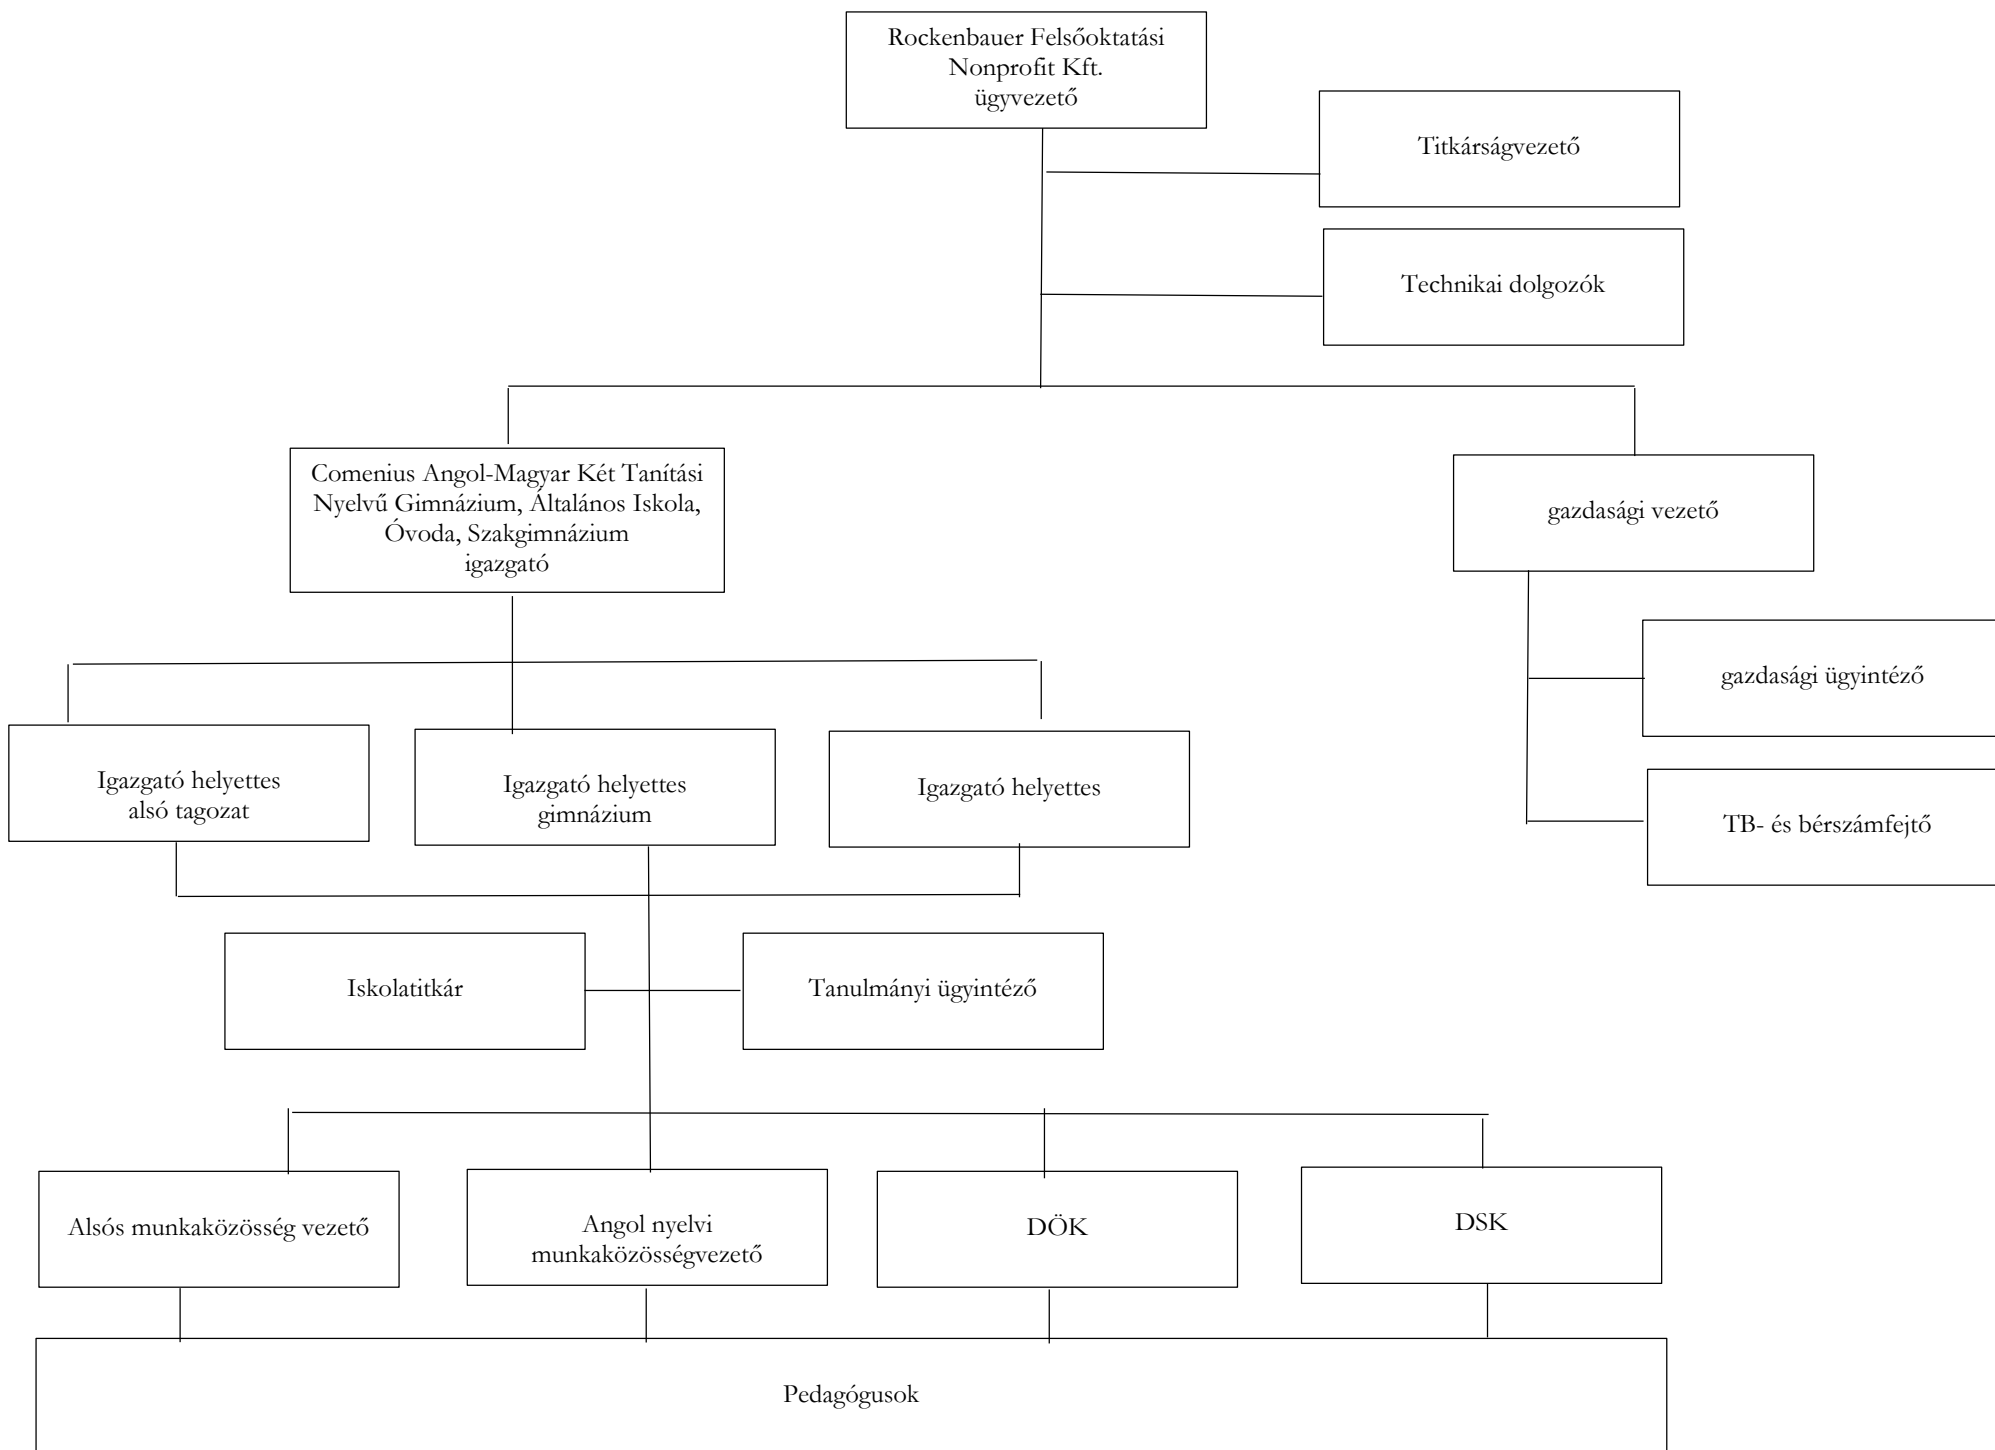 Rockenbauer Felsőoktatási
Nonprofit Kft.
ügyvezető
Titkárságvezető
Technikai dolgozók
Comenius Angol-Magyar Két Tanítási
Nyelvű Gimnázium, Általános Iskola,
Óvoda, Szakgimnázium
igazgató
gazdasági vezető
gazdasági ügyintéző
TB- és bérszámfejtő
Igazgató helyettes
alsó tagozat
Igazgató helyettes
gimnázium
Igazgató helyettes
Iskolatitkár
Tanulmányi ügyintéző
Alsós munkaközösség vezető
Angol nyelvi
munkaközösségvezető
DÖK
DSK
Pedagógusok